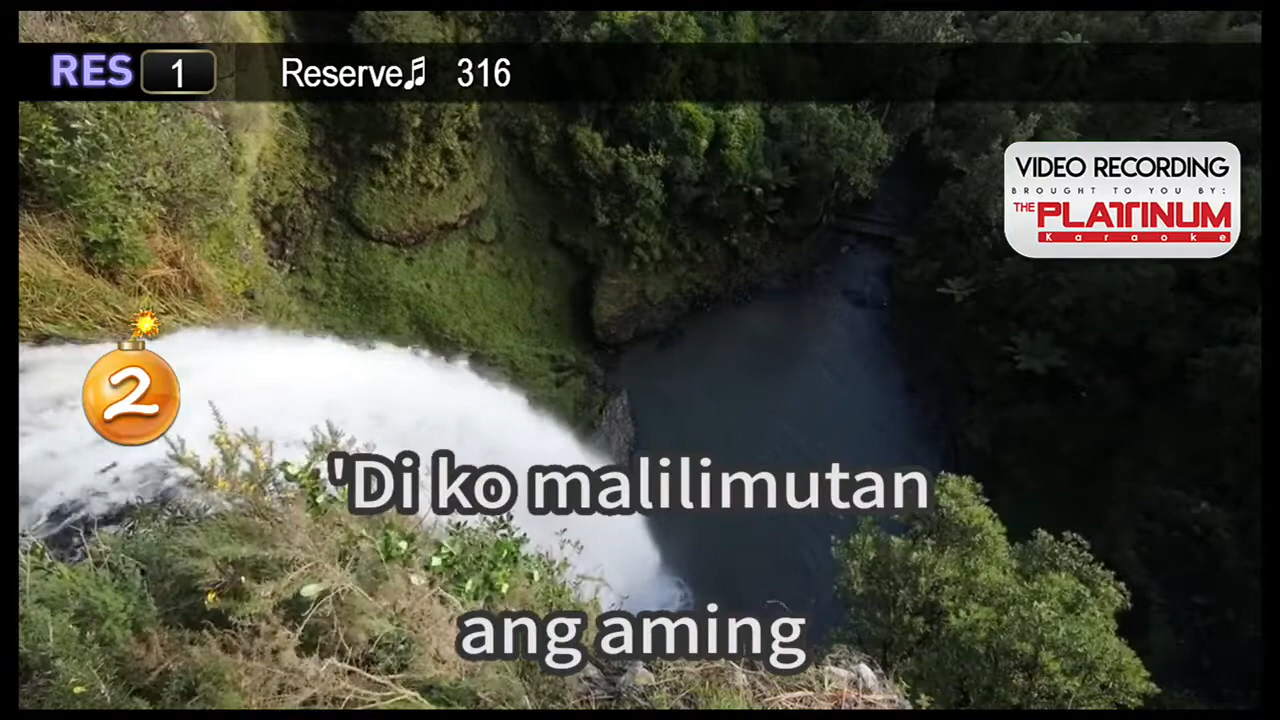 RES 1 Reserve♫ 316
VIDEO RECORDING
BROUGHT TO YOU BY:
THE PLATINUM
Karaoke
2
'Di ko malilimutan
ang aming